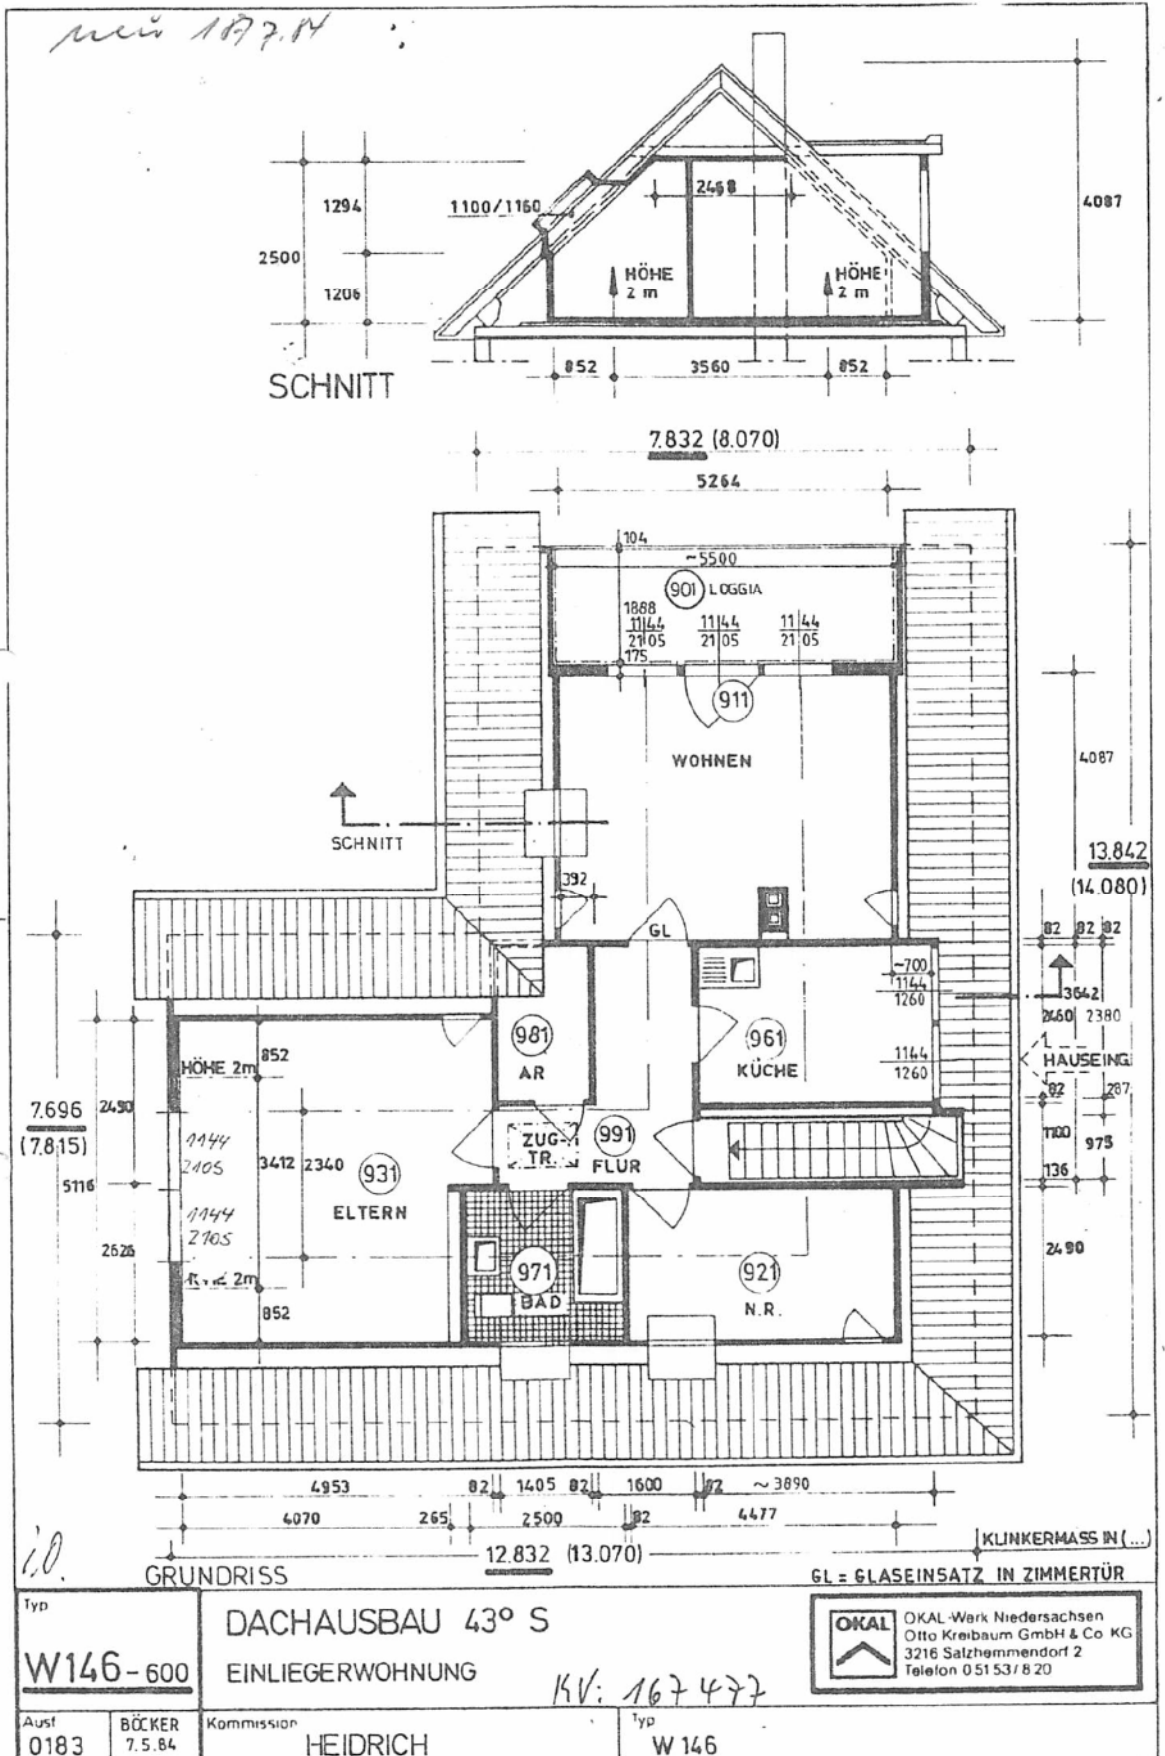 neu 18.7.84
1294
1100/1160
2468
4087
2500
HÖHE
2 m
HÖHE
2 m
1206
852
3560
852
SCHNITT
7.832 (8.070)
5264
104
~5500
901 LOGGIA
1888
11|44
21|05
11|44
21|05
11|44
21|05
175
911
WOHNEN
4087
SCHNITT
13.842
(14.080)
392
GL
82 82 82
~700
1144
1260
3642
2460 2380
981
AR
961
KÜCHE
1144
1260
HAUSEING.
HÖHE 2m
852
82
287
7.696
(7.815)
2490
1144
2105
3412
2340
931
ELTERN
ZUG-
TR.
991
FLUR
1100
975
5116
136
1144
2105
2626
2490
2m
852
971
BAD
921
N.R.
4953
82
1405
82
1600
82
~3890
4070
265
2500
82
4477
12.832 (13.070)
KLINKERMASS IN (...)
i.O.
GRUNDRISS
GL = GLASEINSATZ IN ZIMMERTÜR
Typ
W146-600
DACHAUSBAU 43° S
EINLIEGERWOHNUNG
KV: 167477
OKAL
OKAL-Werk Niedersachsen
Otto Kreibaum GmbH & Co KG
3216 Salzhemmendorf 2
Telefon 0 51 53 / 8 20
Ausf
0183
BÖCKER
7.5.84
Kommission
HEIDRICH
Typ
W 146